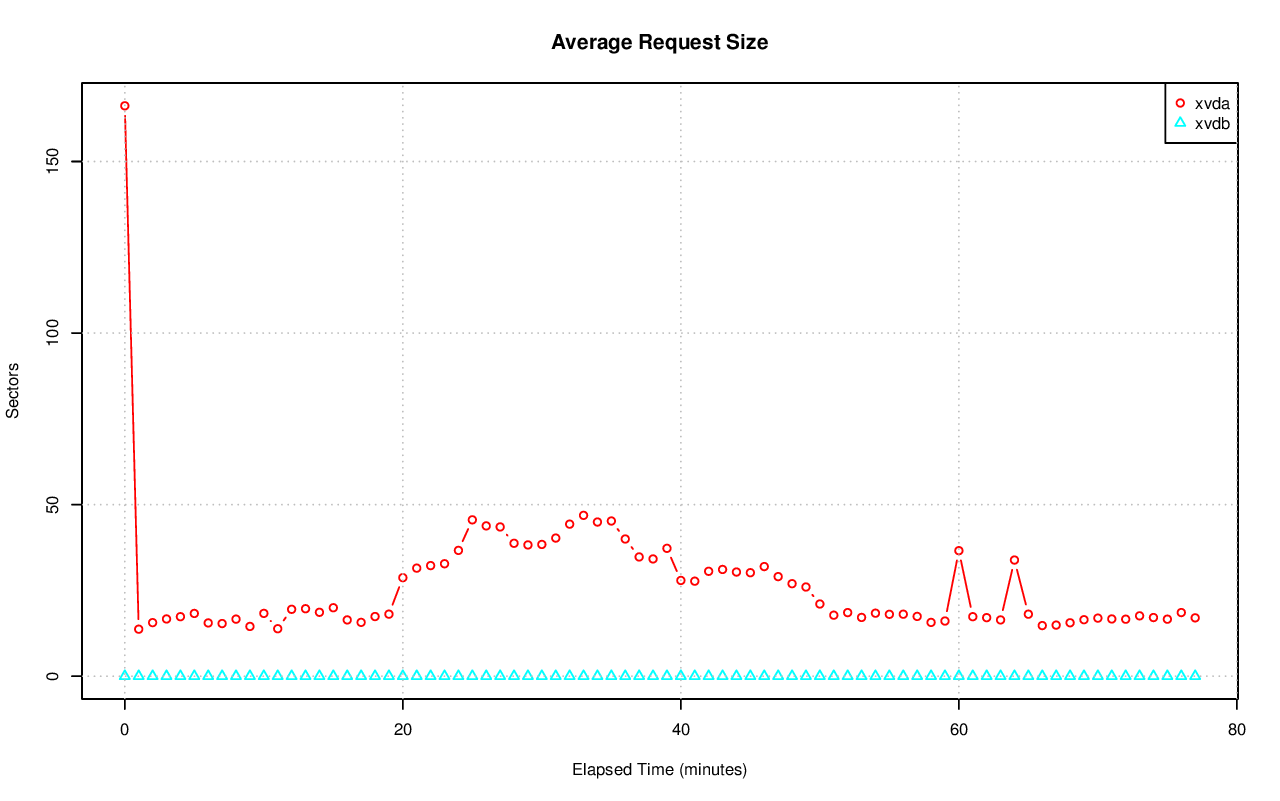 Average Request Size
xvda
xvdb
Sectors
150
100
50
0
0 20 40 60 80
Elapsed Time (minutes)